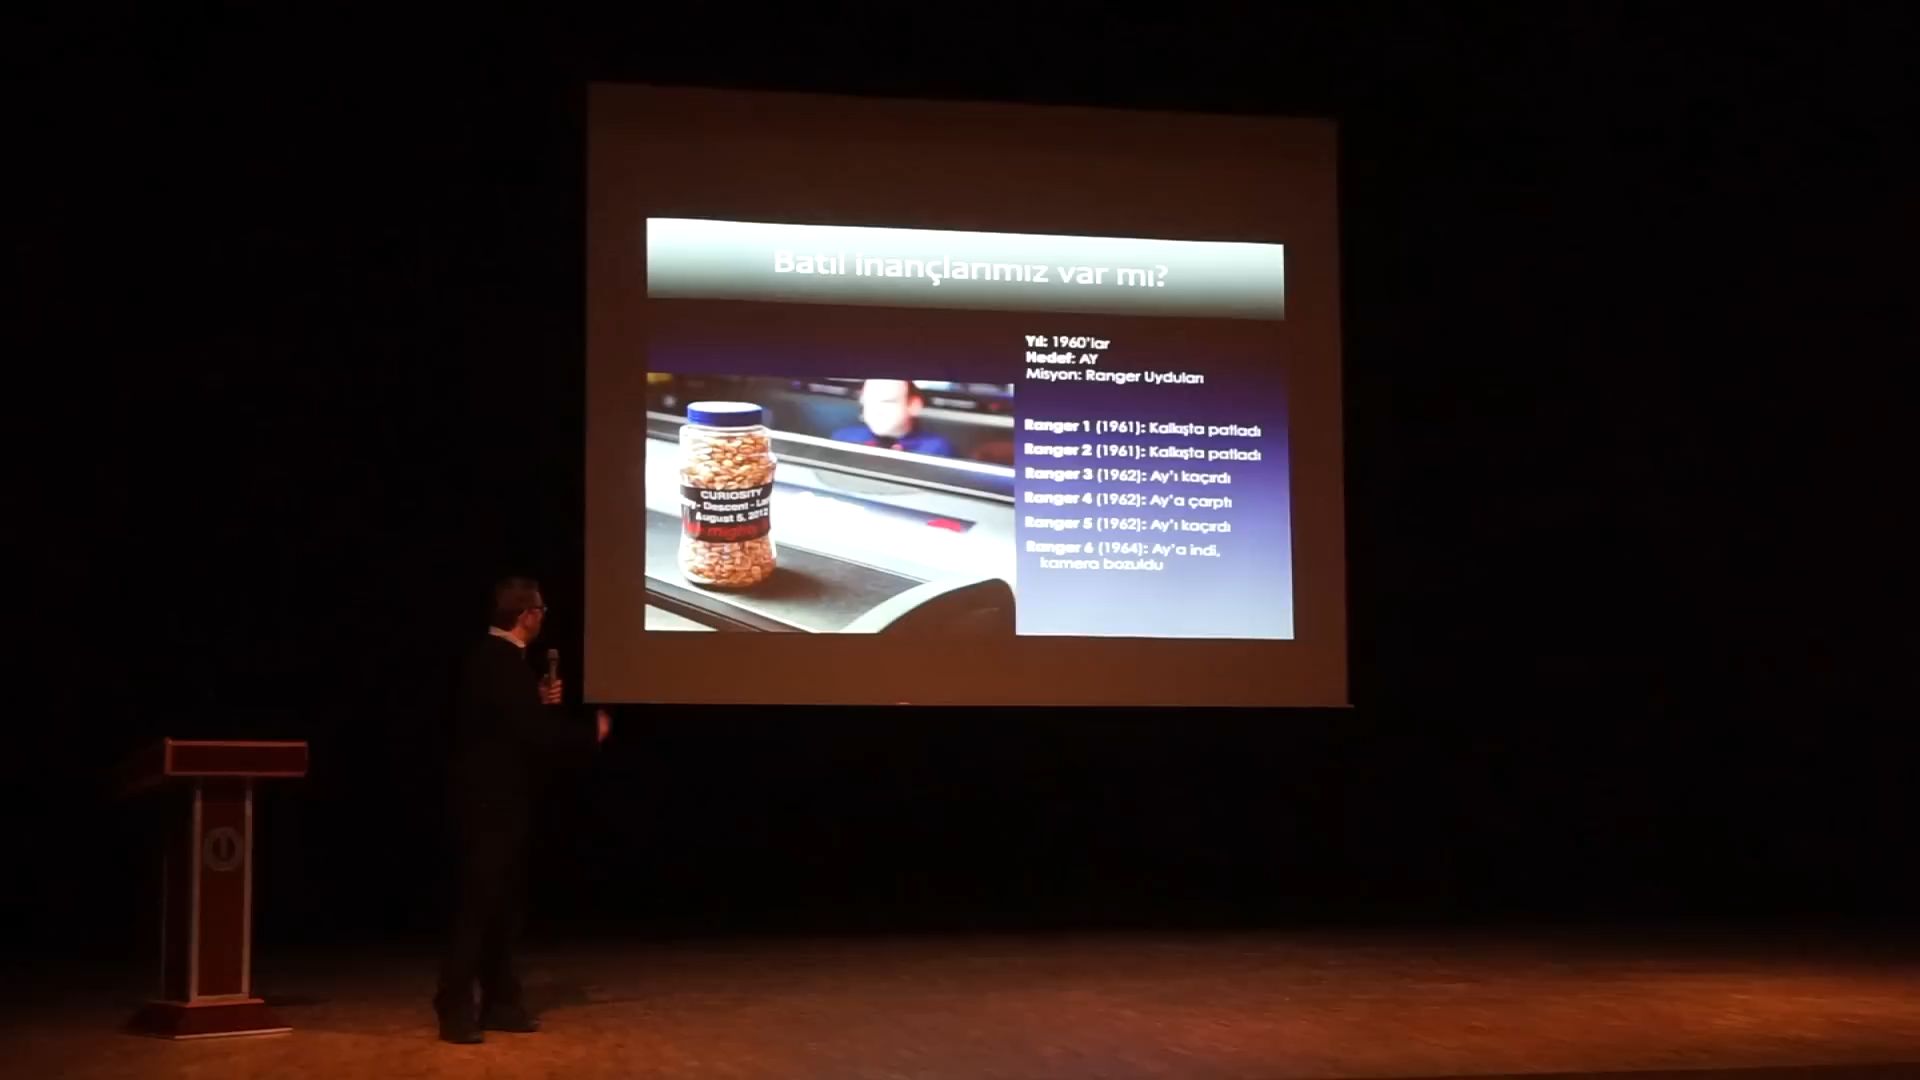 Batıl inançlarımız var mı?
Yıl: 1960'lar
Hedef: AY
Misyon: Ranger Uyduları
Ranger 1 (1961): Kalkışta patladı
Ranger 2 (1961): Kalkışta patladı
Ranger 3 (1962): Ay'ı kaçırdı
Ranger 4 (1962): Ay'a çarptı
Ranger 5 (1962): Ay'ı kaçırdı
Ranger 6 (1964): Ay'a indi,
kamera bozuldu
CURIOSITY
- Descent -
August 5, 2012